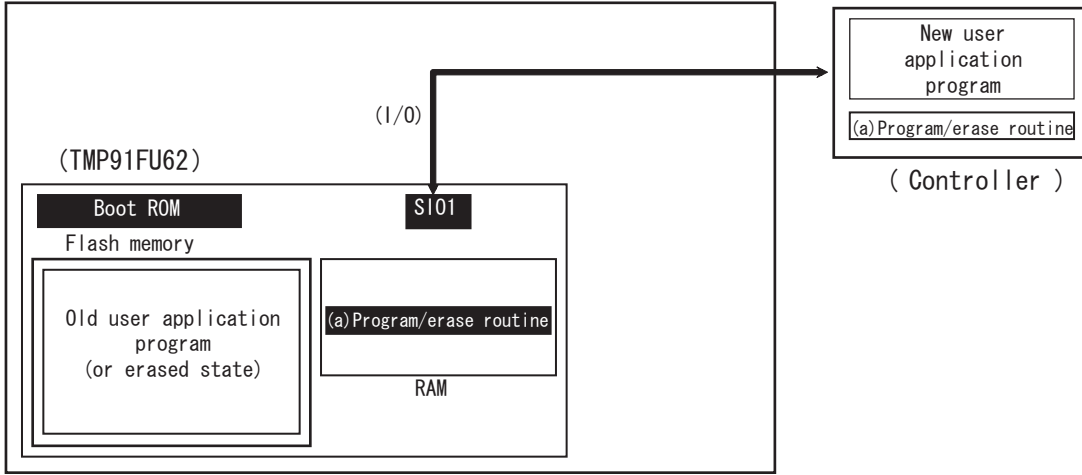 New user
application
program
(a)Program/erase routine
( Controller )
(I/O)
(TMP91FU62)
Boot ROM
SIO1
Flash memory
Old user application
program
(or erased state)
(a)Program/erase routine
RAM